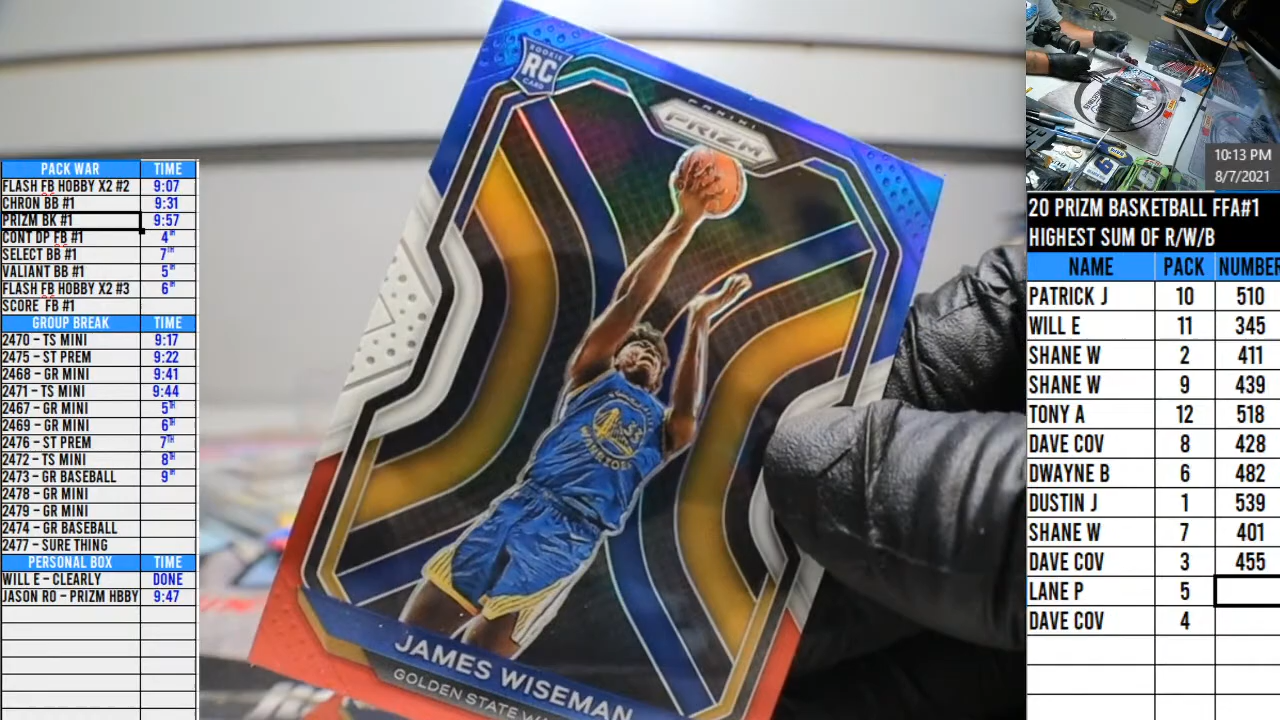 PACK WAR TIME
FLASH FB HOBBY X2 #2 9:07
CHRON BB #1 9:31
PRIZM BK #1 9:57
CONT DP FB #1 4TH
SELECT BB #1 7TH
VALIANT BB #1 5TH
FLASH FB HOBBY X2 #3 6TH
SCORE FB #1
GROUP BREAK TIME
2470 – TS MINI 9:17
2475 – ST PREM 9:22
2468 – GR MINI 9:41
2471 – TS MINI 9:44
2467 – GR MINI 5TH
2469 – GR MINI 6TH
2476 – ST PREM 7TH
2472 – TS MINI 8TH
2473 – GR BASEBALL 9TH
2478 – GR MINI
2479 – GR MINI
2474 – GR BASEBALL
2477 – SURE THING
PERSONAL BOX TIME
WILL E – CLEARLY DONE
JASON RO – PRIZM HBBY 9:47
ROOKIE
RC
CARD
PANINI
PRIZM
33
WARRIORS
JAMES WISEMAN
GOLDEN STATE
10:13 PM
8/7/2021
20 PRIZM BASKETBALL FFA#1
HIGHEST SUM OF R/W/B
NAME PACK NUMBER
PATRICK J 10 510
WILL E 11 345
SHANE W 2 411
SHANE W 9 439
TONY A 12 518
DAVE COV 8 428
DWAYNE B 6 482
DUSTIN J 1 539
SHANE W 7 401
DAVE COV 3 455
LANE P 5
DAVE COV 4